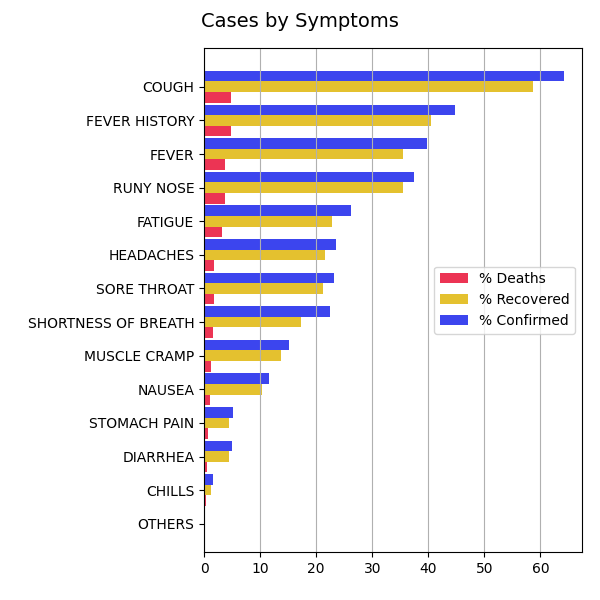 Cases by Symptoms
COUGH
FEVER HISTORY
FEVER
RUNY NOSE
FATIGUE
HEADACHES
SORE THROAT
SHORTNESS OF BREATH
MUSCLE CRAMP
NAUSEA
STOMACH PAIN
DIARRHEA
CHILLS
OTHERS
% Deaths
% Recovered
% Confirmed
0 10 20 30 40 50 60